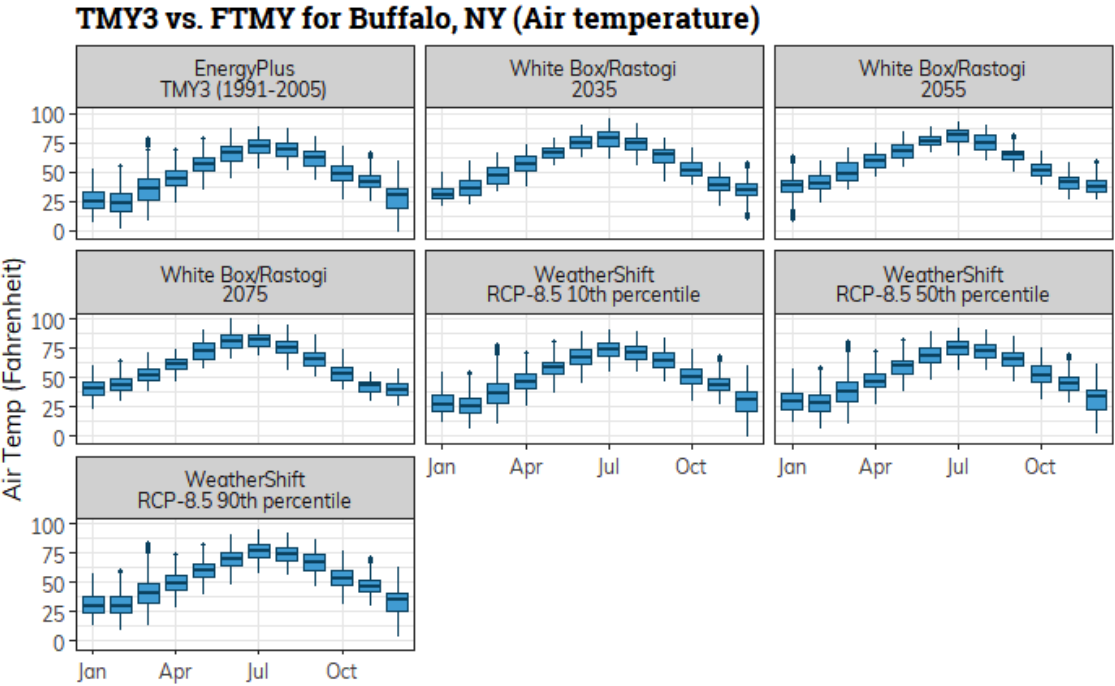 TMY3 vs. FTMY for Buffalo, NY (Air temperature)
Air Temp (Fahrenheit)
EnergyPlus
TMY3 (1991-2005)
White Box/Rastogi
2035
White Box/Rastogi
2055
100
75
50
25
0
White Box/Rastogi
2075
WeatherShift
RCP-8.5 10th percentile
WeatherShift
RCP-8.5 50th percentile
100
75
50
25
0
Jan Apr Jul Oct
Jan Apr Jul Oct
WeatherShift
RCP-8.5 90th percentile
100
75
50
25
0
Jan Apr Jul Oct